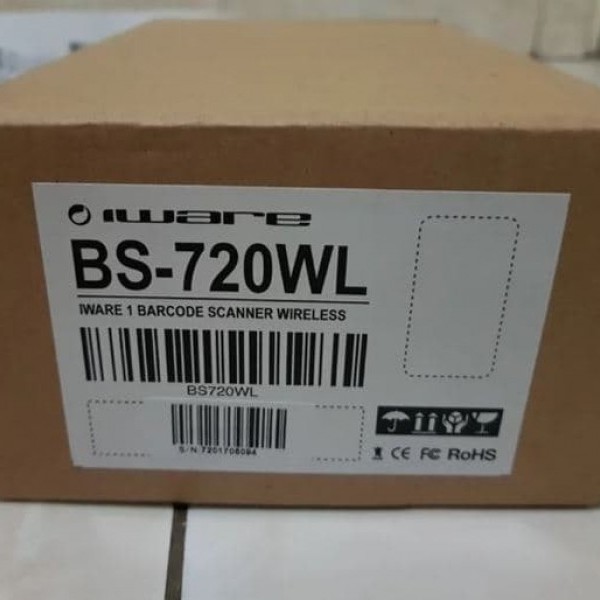 iware
BS-720WL
IWARE 1 BARCODE SCANNER WIRELESS
BS720WL
S/N:7201706094
CE FC RoHS